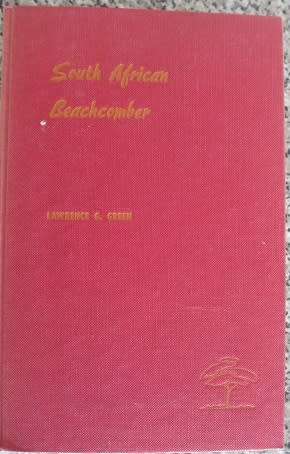 South African
Beachcomber
LAWRENCE G. GREEN